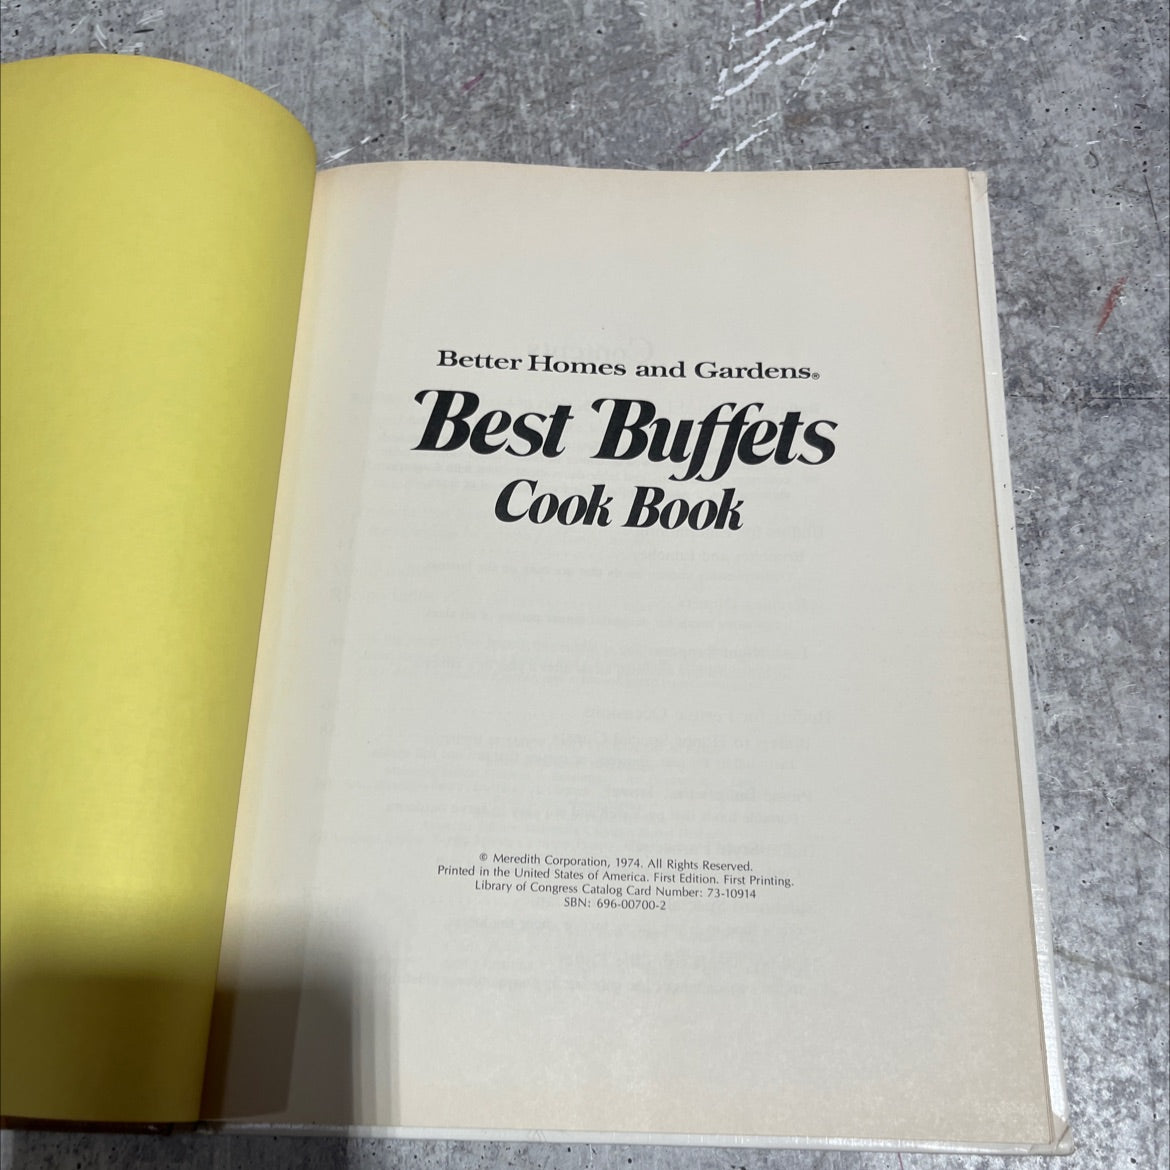 Better Homes and Gardens®
Best Buffets
Cook Book
© Meredith Corporation, 1974. All Rights Reserved.
Printed in the United States of America. First Edition. First Printing.
Library of Congress Catalog Card Number: 73-10914
SBN: 696-00700-2